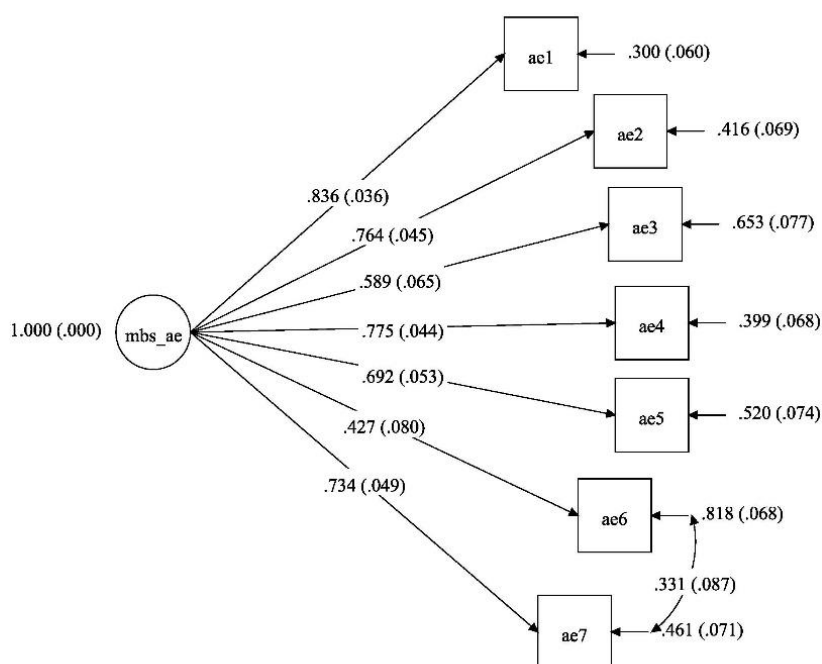 ae1
.300 (.060)
ae2
.416 (.069)
.836 (.036)
ae3
.653 (.077)
.764 (.045)
.589 (.065)
1.000 (.000)
mbs_ae
.775 (.044)
ae4
.399 (.068)
.692 (.053)
ae5
.520 (.074)
.427 (.080)
.734 (.049)
ae6
.818 (.068)
.331 (.087)
ae7
.461 (.071)